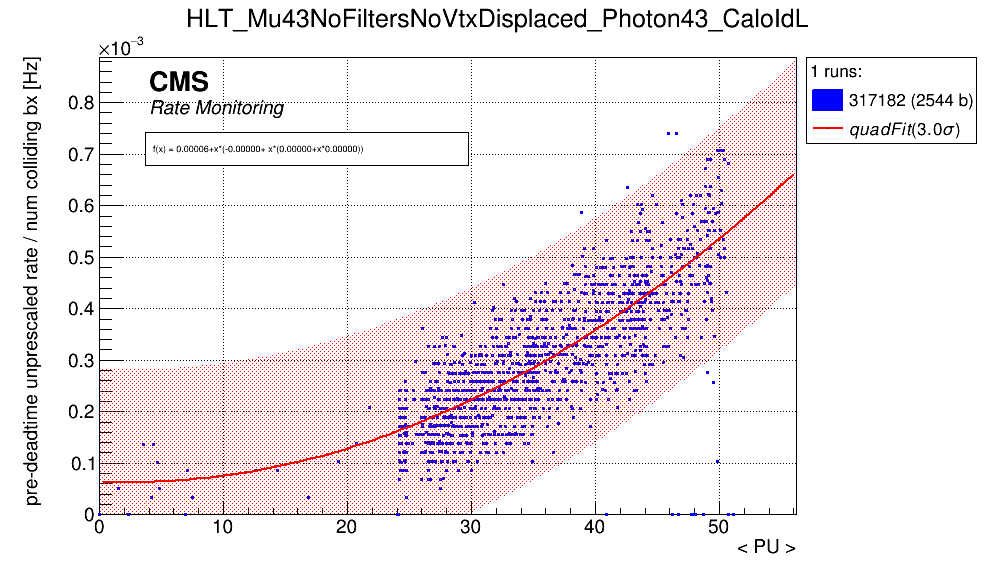 HLT_Mu43NoFiltersNoVtxDisplaced_Photon43_CaloIdL
×10⁻³
CMS
Rate Monitoring
f(x) = 0.00006+x*(-0.00000+ x*(0.00000+x*0.00000))
1 runs:
317182 (2544 b)
quadFit(3.0σ)
pre-deadtime unprescaled rate / num colliding bx [Hz]
0.8
0.7
0.6
0.5
0.4
0.3
0.2
0.1
0
0 10 20 30 40 50
< PU >